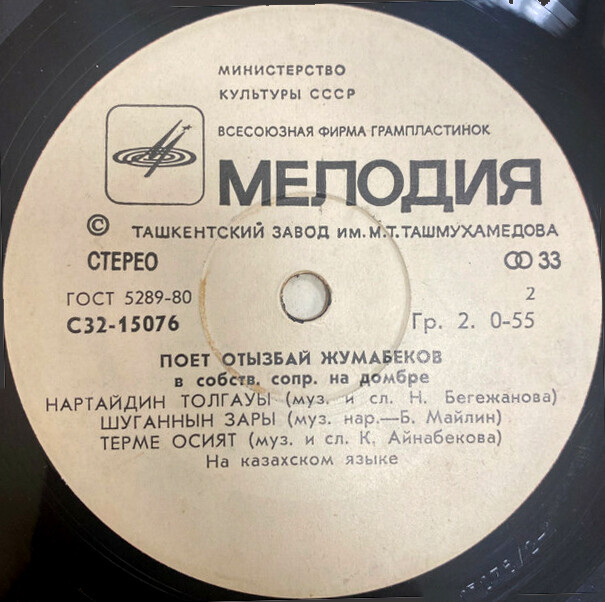 МИНИСТЕРСТВО
КУЛЬТУРЫ СССР
ВСЕСОЮЗНАЯ ФИРМА ГРАМПЛАСТИНОК
МЕЛОДИЯ
© ТАШКЕНТСКИЙ ЗАВОД ИМ. М.Т.ТАШМУХАМЕДОВА
СТЕРЕО 33
ГОСТ 5289-80 2
С32-15076 Гр. 2. 0-55
ПОЕТ ОТЫЗБАЙ ЖУМАБЕКОВ
в собств. сопр. на домбре
НАРТАЙДИН ТОЛГАУЫ (муз. и сл. Н. Бегежанова)
ШУГАННЫН ЗАРЫ (муз. нар.—Б. Майлин)
ТЕРМЕ ОСИЯТ (муз. и сл. К. Айнабекова)
На казахском языке